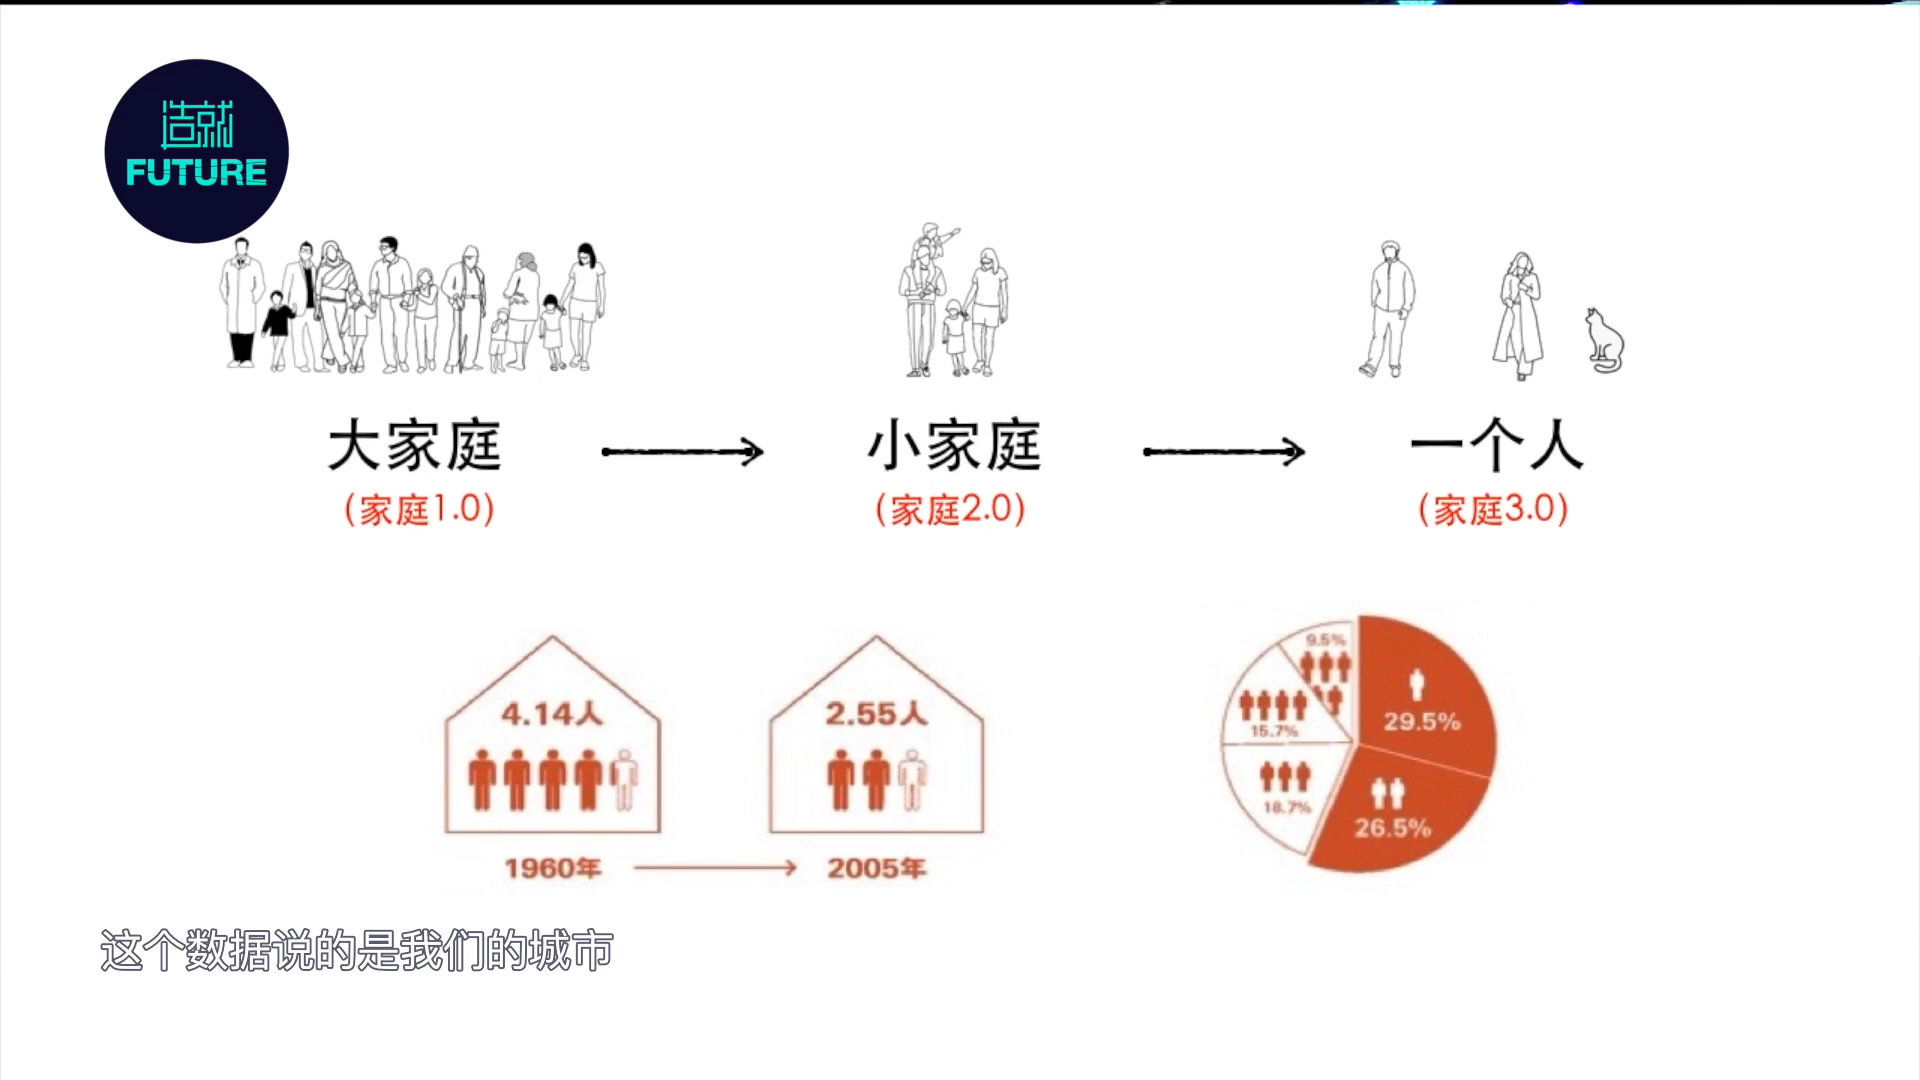 造就
FUTURE
大家庭
小家庭
一个人
(家庭1.0)
(家庭2.0)
(家庭3.0)
4.14人
1960年
2.55人
2005年
9.5%
29.5%
15.7%
18.7%
26.5%
这个数据说的是我们的城市